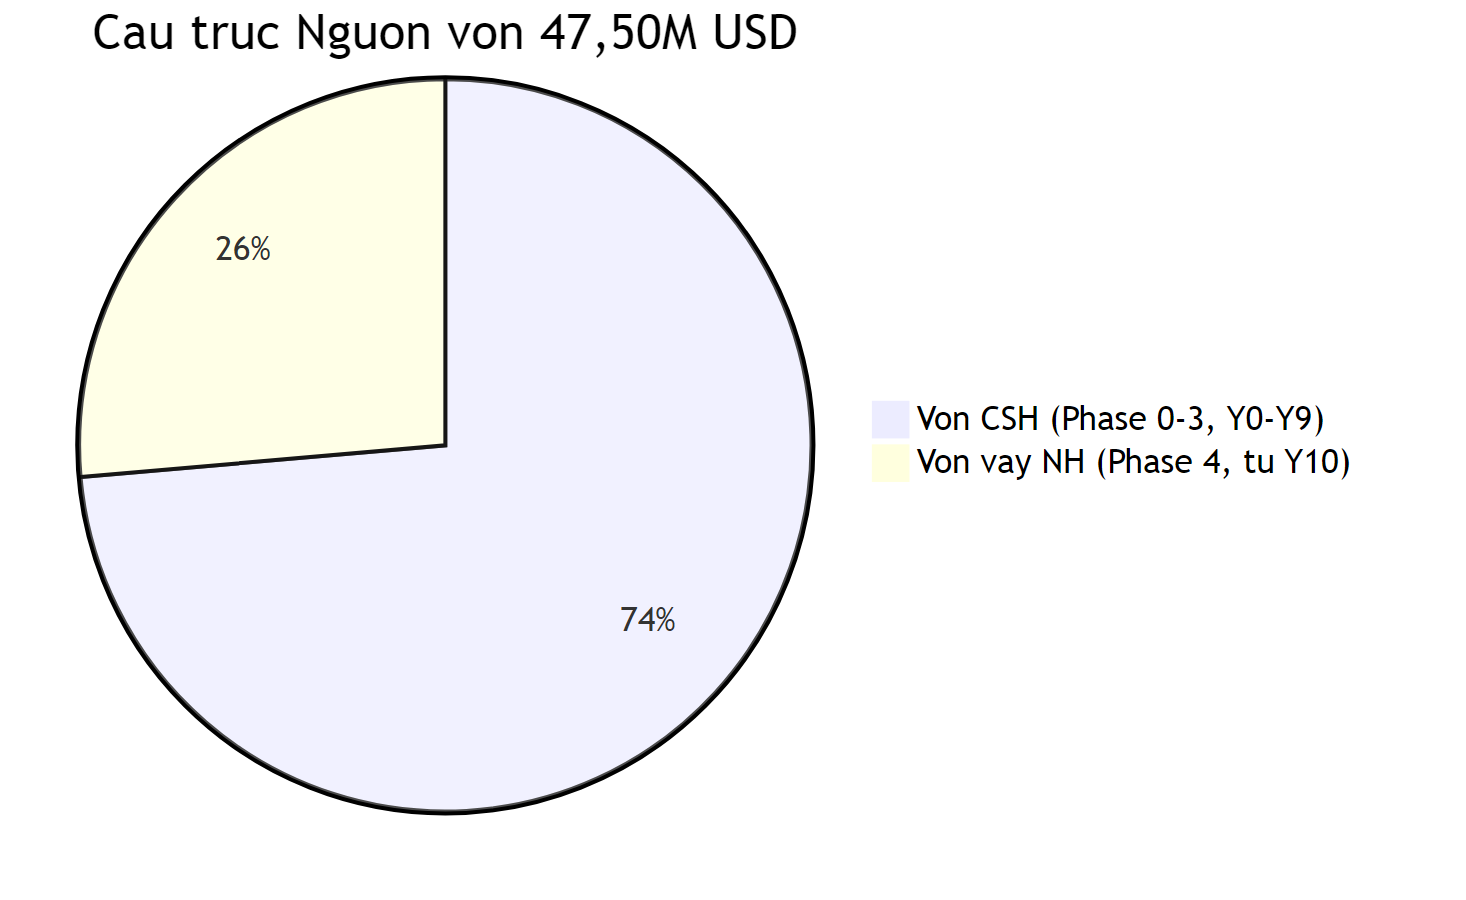 Cau truc Nguon von 47,50M USD
26%
74%
Von CSH (Phase 0-3, Y0-Y9)
Von vay NH (Phase 4, tu Y10)